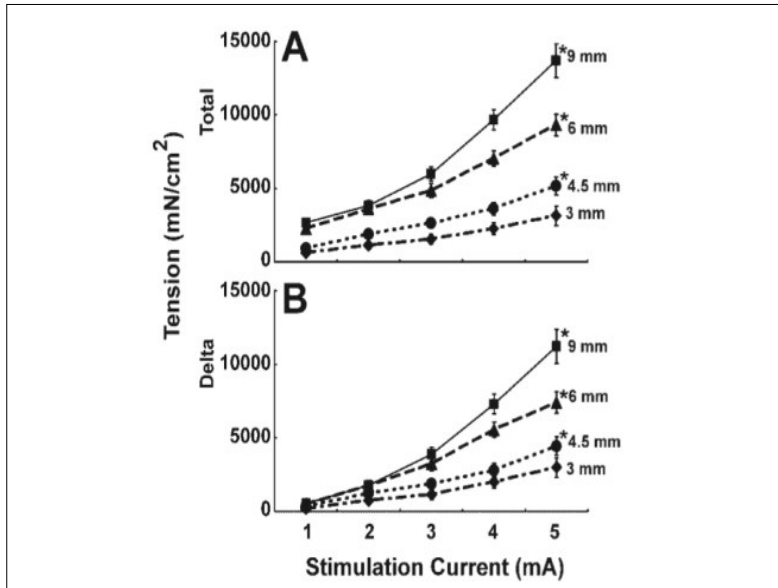 A
15000
10000
5000
0
Total
*9 mm
*6 mm
*4.5 mm
3 mm
Tension (mN/cm²)
B
15000
10000
5000
0
Delta
*
9 mm
*6 mm
*
4.5 mm
3 mm
1 2 3 4 5
Stimulation Current (mA)